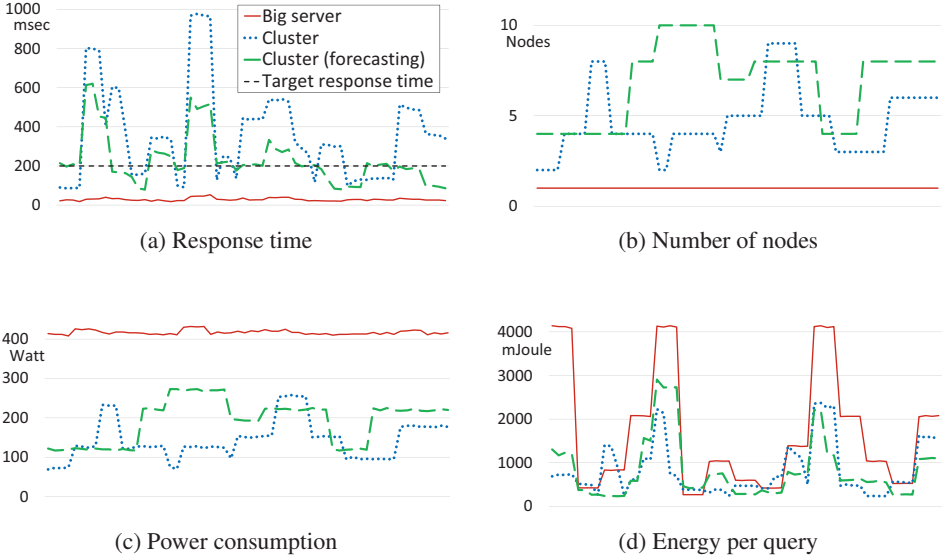 1000
msec
800
600
400
200
0
Big server
Cluster
Cluster (forecasting)
Target response time
(a) Response time
10
Nodes
5
0
(b) Number of nodes
400
Watt
300
200
100
0
(c) Power consumption
4000
mJoule
3000
2000
1000
0
(d) Energy per query